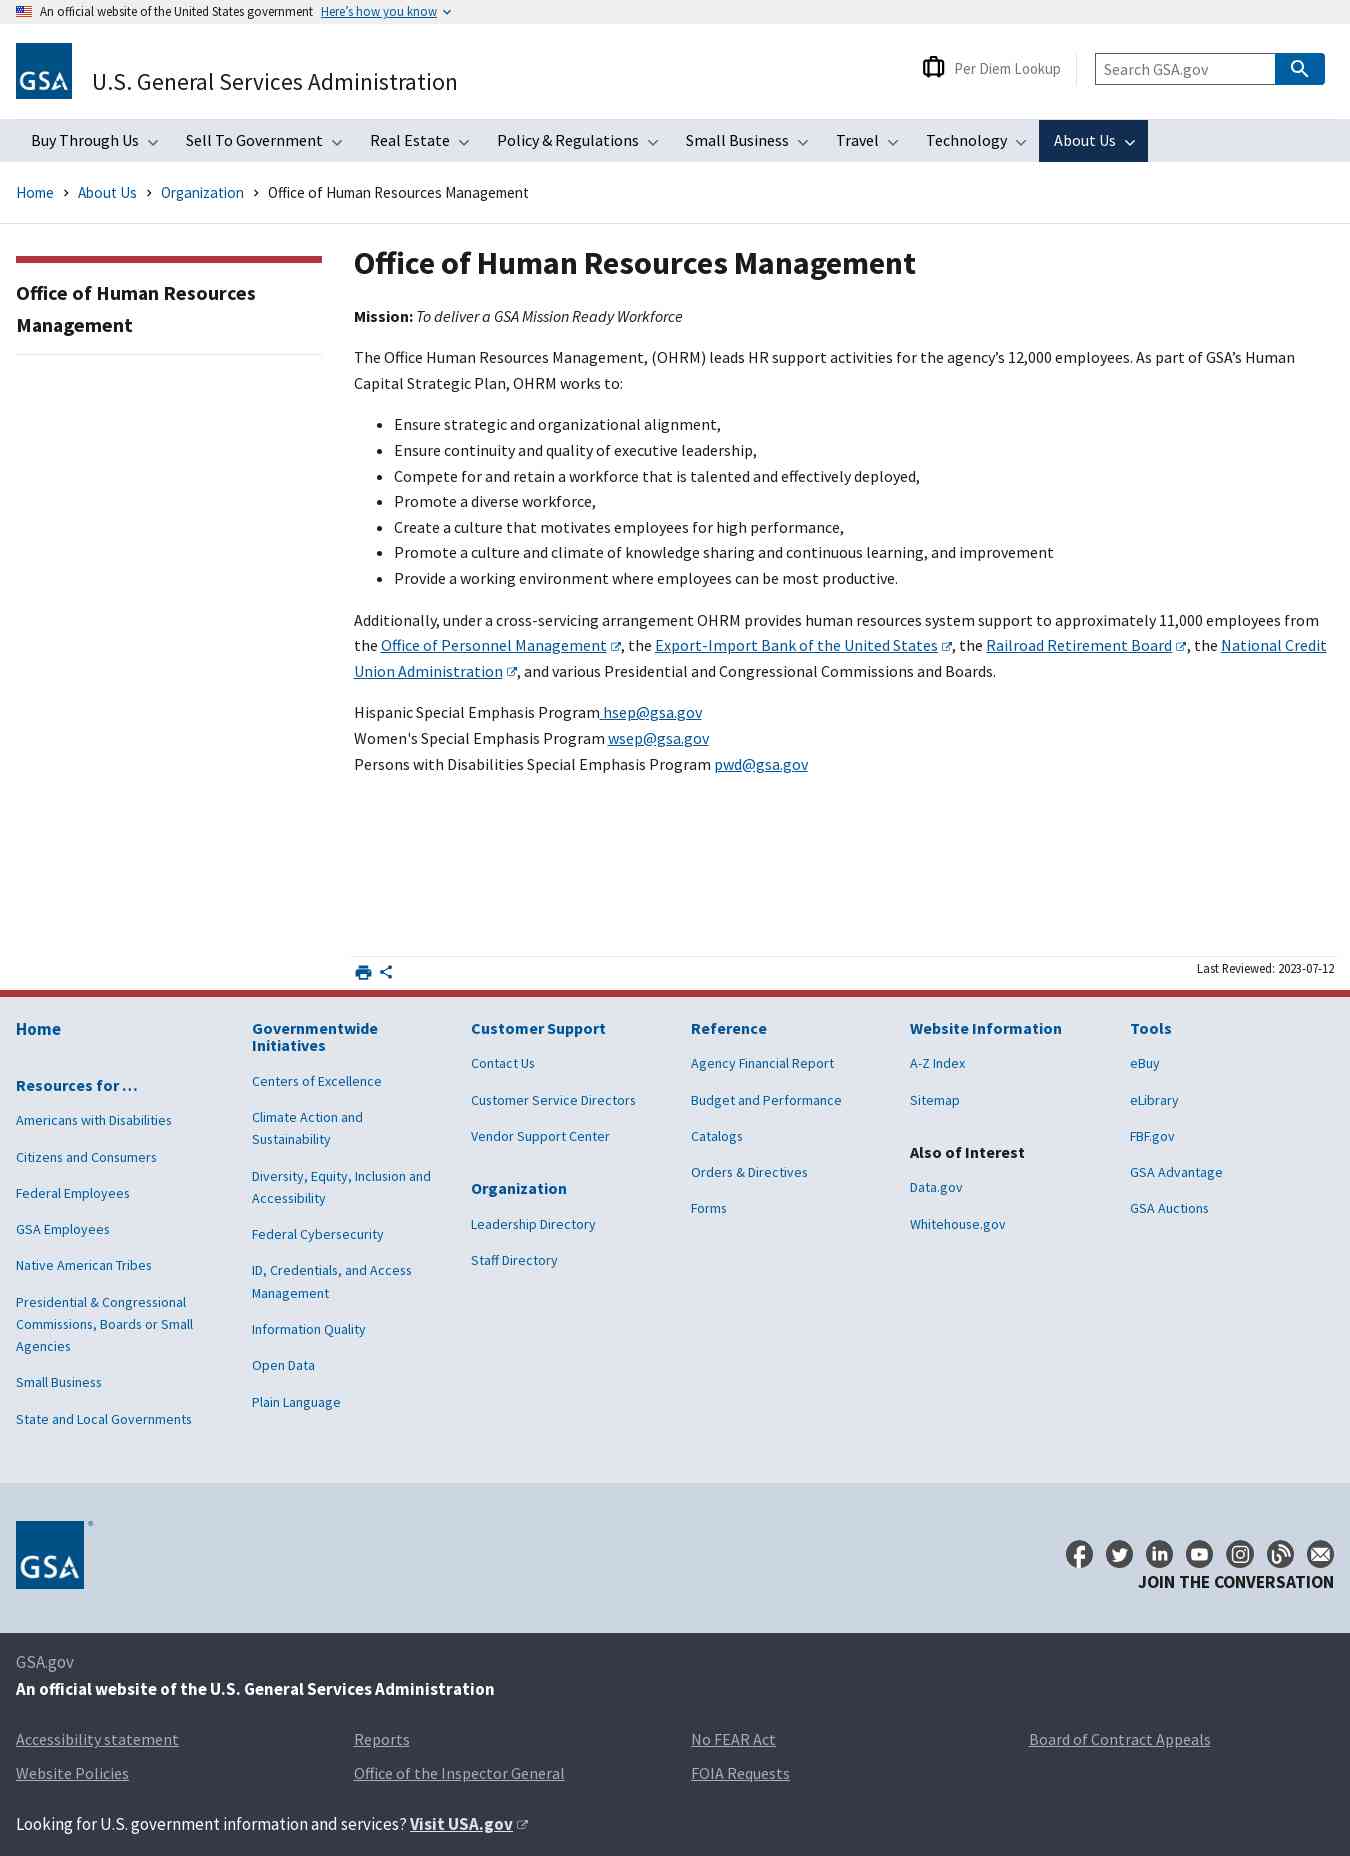 An official website of the United States government Here's how you know
GSA
U.S. General Services Administration
Per Diem Lookup
Search GSA.gov
Buy Through Us Sell To Government Real Estate Policy & Regulations Small Business Travel Technology About Us
Home > About Us > Organization > Office of Human Resources Management
Office of Human Resources
Management
Office of Human Resources Management
Mission: To deliver a GSA Mission Ready Workforce
The Office Human Resources Management, (OHRM) leads HR support activities for the agency’s 12,000 employees. As part of GSA’s Human
Capital Strategic Plan, OHRM works to:
• Ensure strategic and organizational alignment,
• Ensure continuity and quality of executive leadership,
• Compete for and retain a workforce that is talented and effectively deployed,
• Promote a diverse workforce,
• Create a culture that motivates employees for high performance,
• Promote a culture and climate of knowledge sharing and continuous learning, and improvement
• Provide a working environment where employees can be most productive.
Additionally, under a cross-servicing arrangement OHRM provides human resources system support to approximately 11,000 employees from
the Office of Personnel Management, the Export-Import Bank of the United States, the Railroad Retirement Board, the National Credit
Union Administration, and various Presidential and Congressional Commissions and Boards.
Hispanic Special Emphasis Program hsep@gsa.gov
Women's Special Emphasis Program wsep@gsa.gov
Persons with Disabilities Special Emphasis Program pwd@gsa.gov
Last Reviewed: 2023-07-12
Home
Resources for …
Americans with Disabilities
Citizens and Consumers
Federal Employees
GSA Employees
Native American Tribes
Presidential & Congressional
Commissions, Boards or Small
Agencies
Small Business
State and Local Governments
Governmentwide
Initiatives
Centers of Excellence
Climate Action and
Sustainability
Diversity, Equity, Inclusion and
Accessibility
Federal Cybersecurity
ID, Credentials, and Access
Management
Information Quality
Open Data
Plain Language
Customer Support
Contact Us
Customer Service Directors
Vendor Support Center
Organization
Leadership Directory
Staff Directory
Reference
Agency Financial Report
Budget and Performance
Catalogs
Orders & Directives
Forms
Website Information
A-Z Index
Sitemap
Also of Interest
Data.gov
Whitehouse.gov
Tools
eBuy
eLibrary
FBF.gov
GSA Advantage
GSA Auctions
GSA ®
JOIN THE CONVERSATION
GSA.gov
An official website of the U.S. General Services Administration
Accessibility statement Reports No FEAR Act Board of Contract Appeals
Website Policies Office of the Inspector General FOIA Requests
Looking for U.S. government information and services? Visit USA.gov